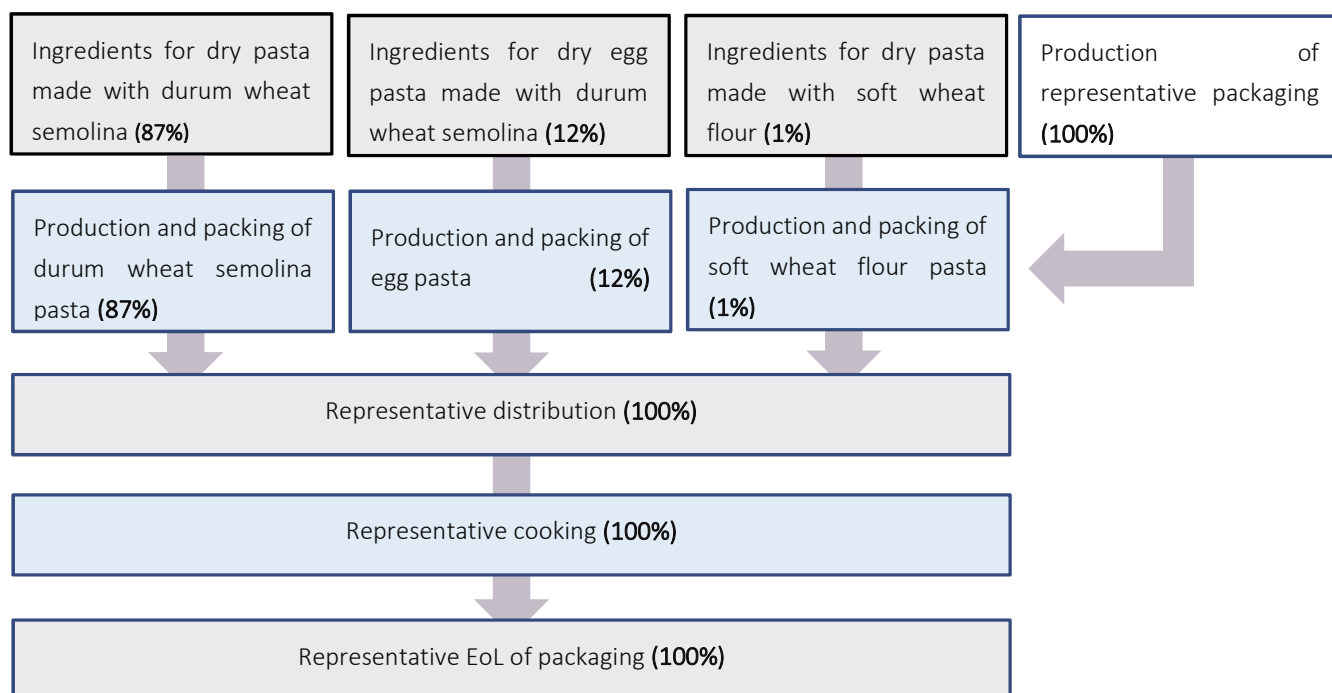 Ingredients for dry pasta
made with durum wheat
semolina (87%)
Ingredients for dry egg
pasta made with durum
wheat semolina (12%)
Ingredients for dry pasta
made with soft wheat
flour (1%)
Production of
representative packaging
(100%)
Production and packing of
durum wheat semolina
pasta (87%)
Production and packing of
egg pasta (12%)
Production and packing of
soft wheat flour pasta
(1%)
Representative distribution (100%)
Representative cooking (100%)
Representative EoL of packaging (100%)